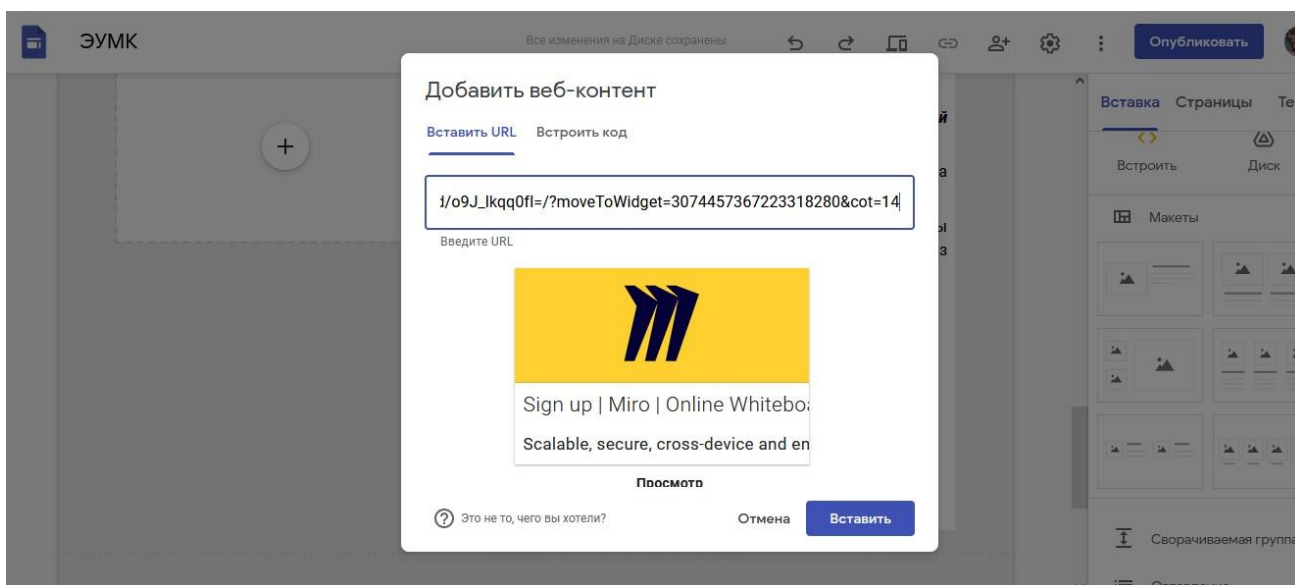 ЭУМК
Все изменения на Диске сохранены
Опубликовать
Добавить веб-контент
Вставить URL Встроить код
d/o9J_lkqq0fI=/?moveToWidget=3074457367223318280&cot=14
Введите URL
Sign up | Miro | Online Whitebo
Scalable, secure, cross-device and en
Просмотр
Это не то, чего вы хотели?
Отмена
Вставить
й
а
ы
з
Вставка Страницы Те
Встроить Диск
Макеты
Сворачиваемая группа